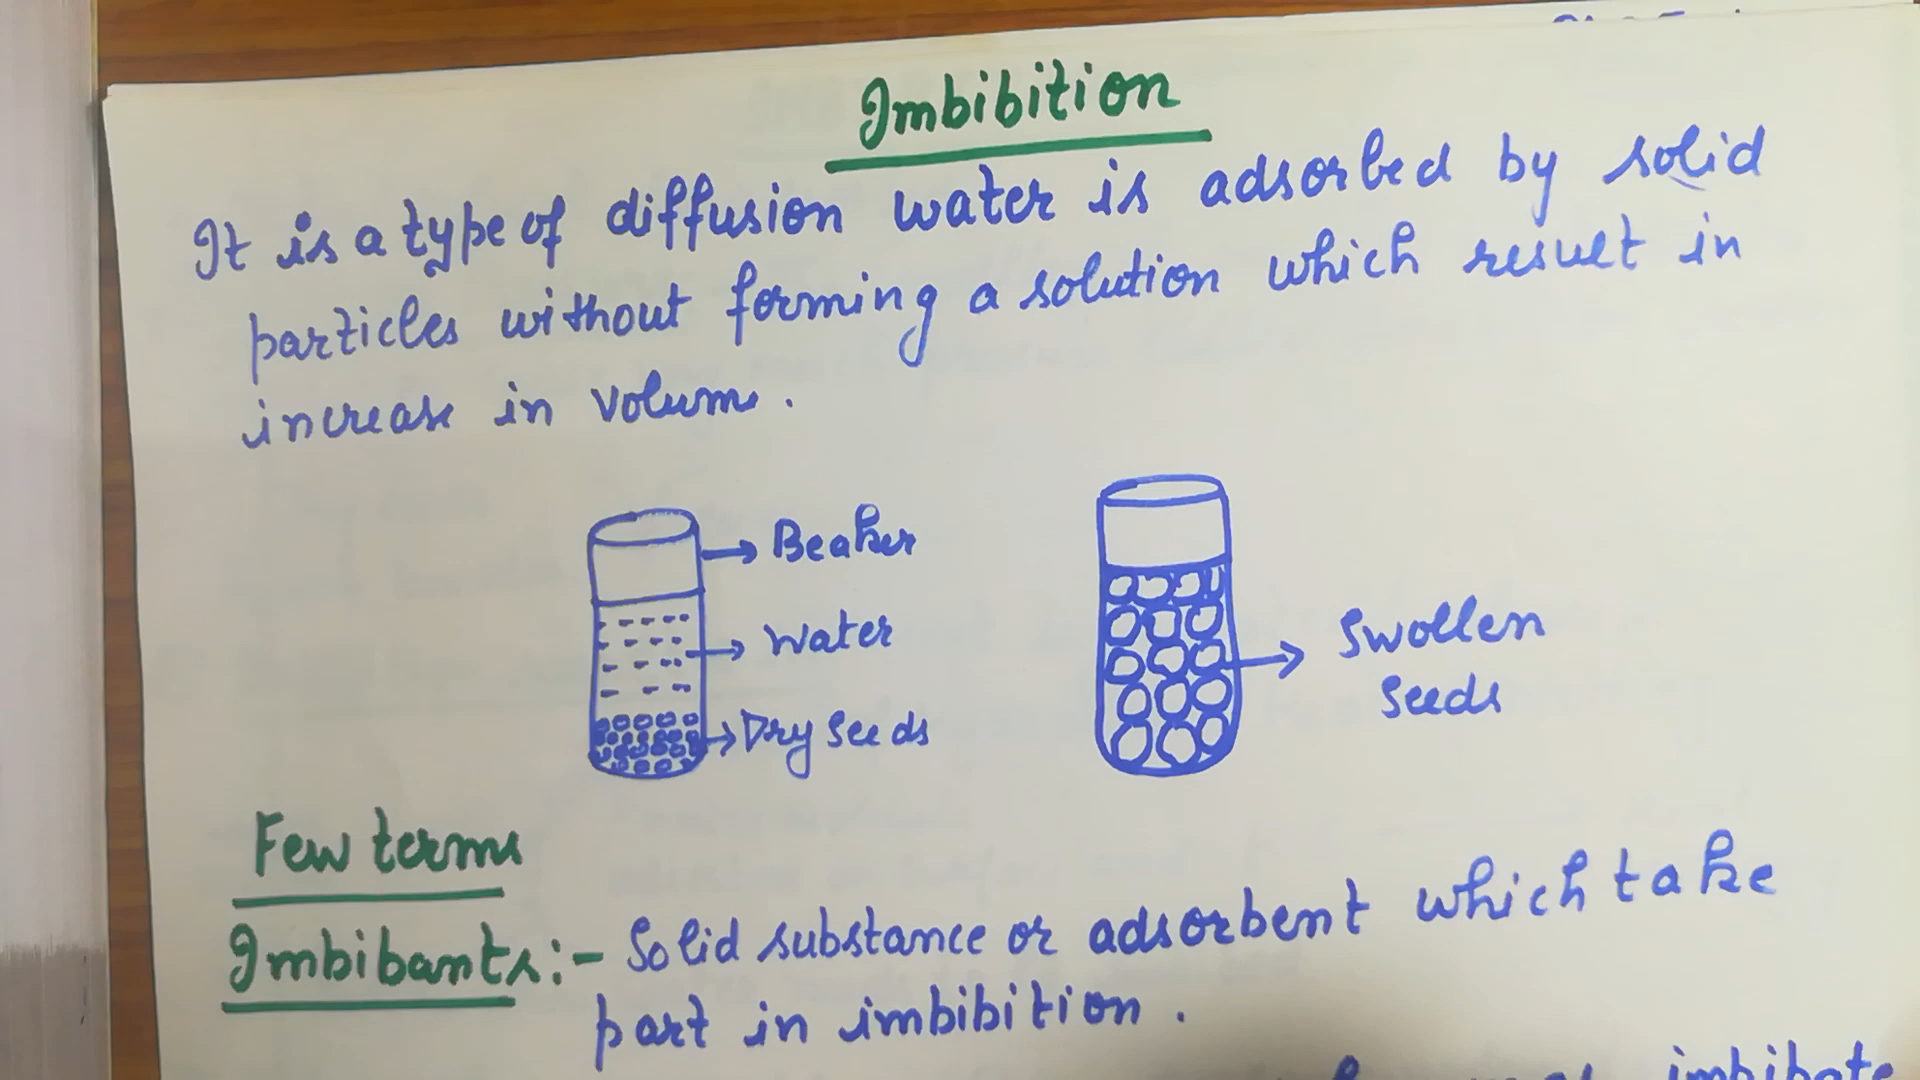 Imbibition
It is a type of diffusion water is adsorbed by solid
particles without forming a solution which result in
increase in volume.
Beaker
Water
Dry seeds
Swollen
seeds
Few terms
Imbibants:- Solid substance or adsorbent which take
part in imbibition.
imbibate